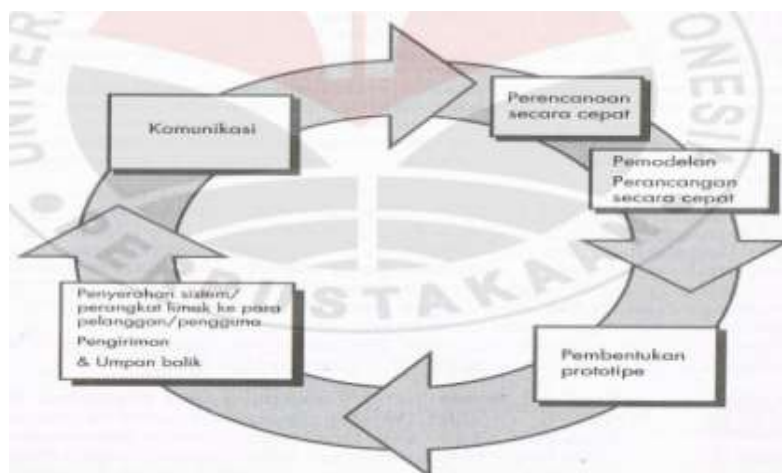 Komunikasi
Perencanaan
secara cepat
Pemodelan
Perancangan
secara cepat
Pembentukan
prototipe
Penyerahan sistem/
perangkat lunak ke para
pelanggan/pengguna
Pengiriman
& Umpan balik
PERPUSTAKAAN